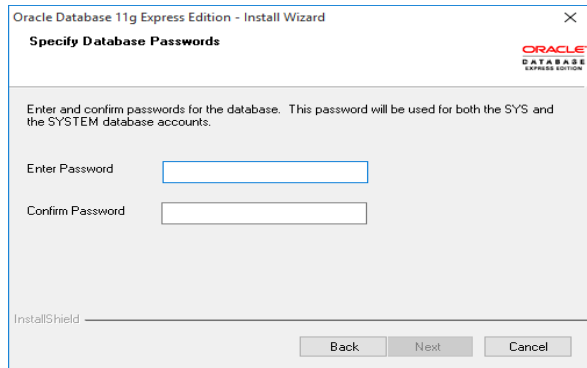 Oracle Database 11g Express Edition - Install Wizard
Specify Database Passwords
ORACLE
DATABASE
EXPRESS EDITION
Enter and confirm passwords for the database. This password will be used for both the SYS and
the SYSTEM database accounts.
Enter Password
Confirm Password
InstallShield
Back Next Cancel